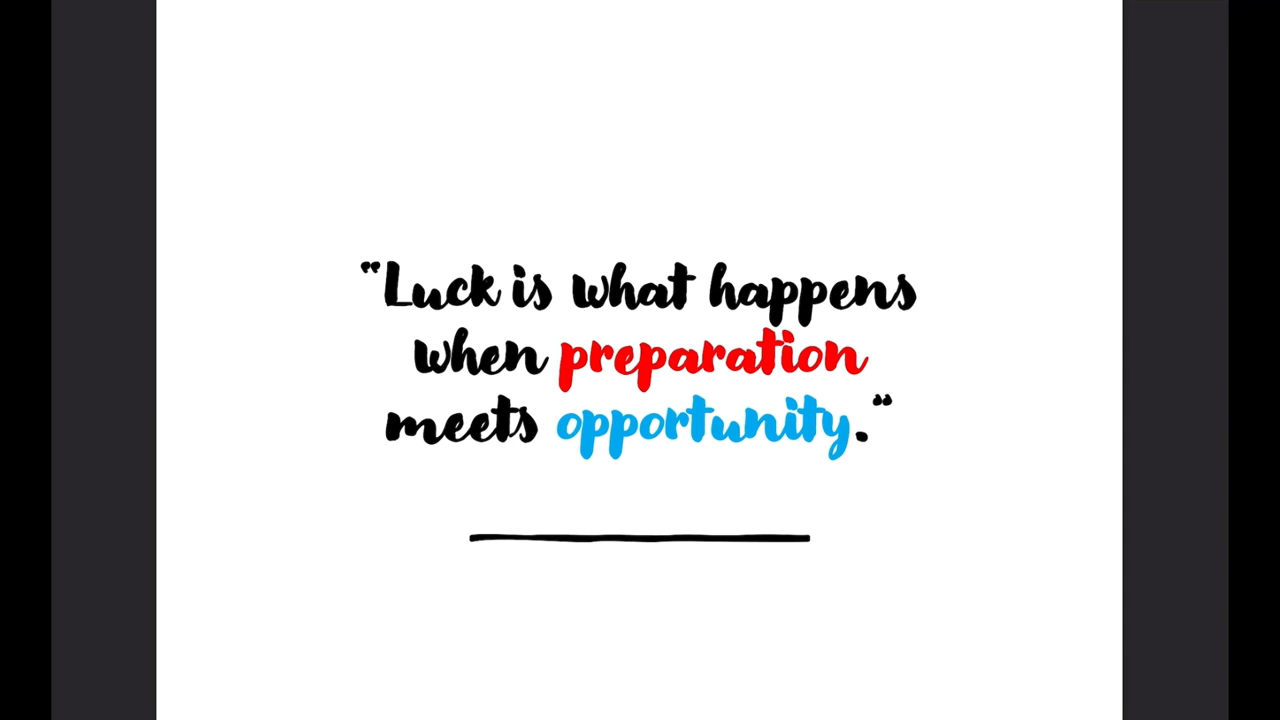 “Luck is what happens
when preparation
meets opportunity.”